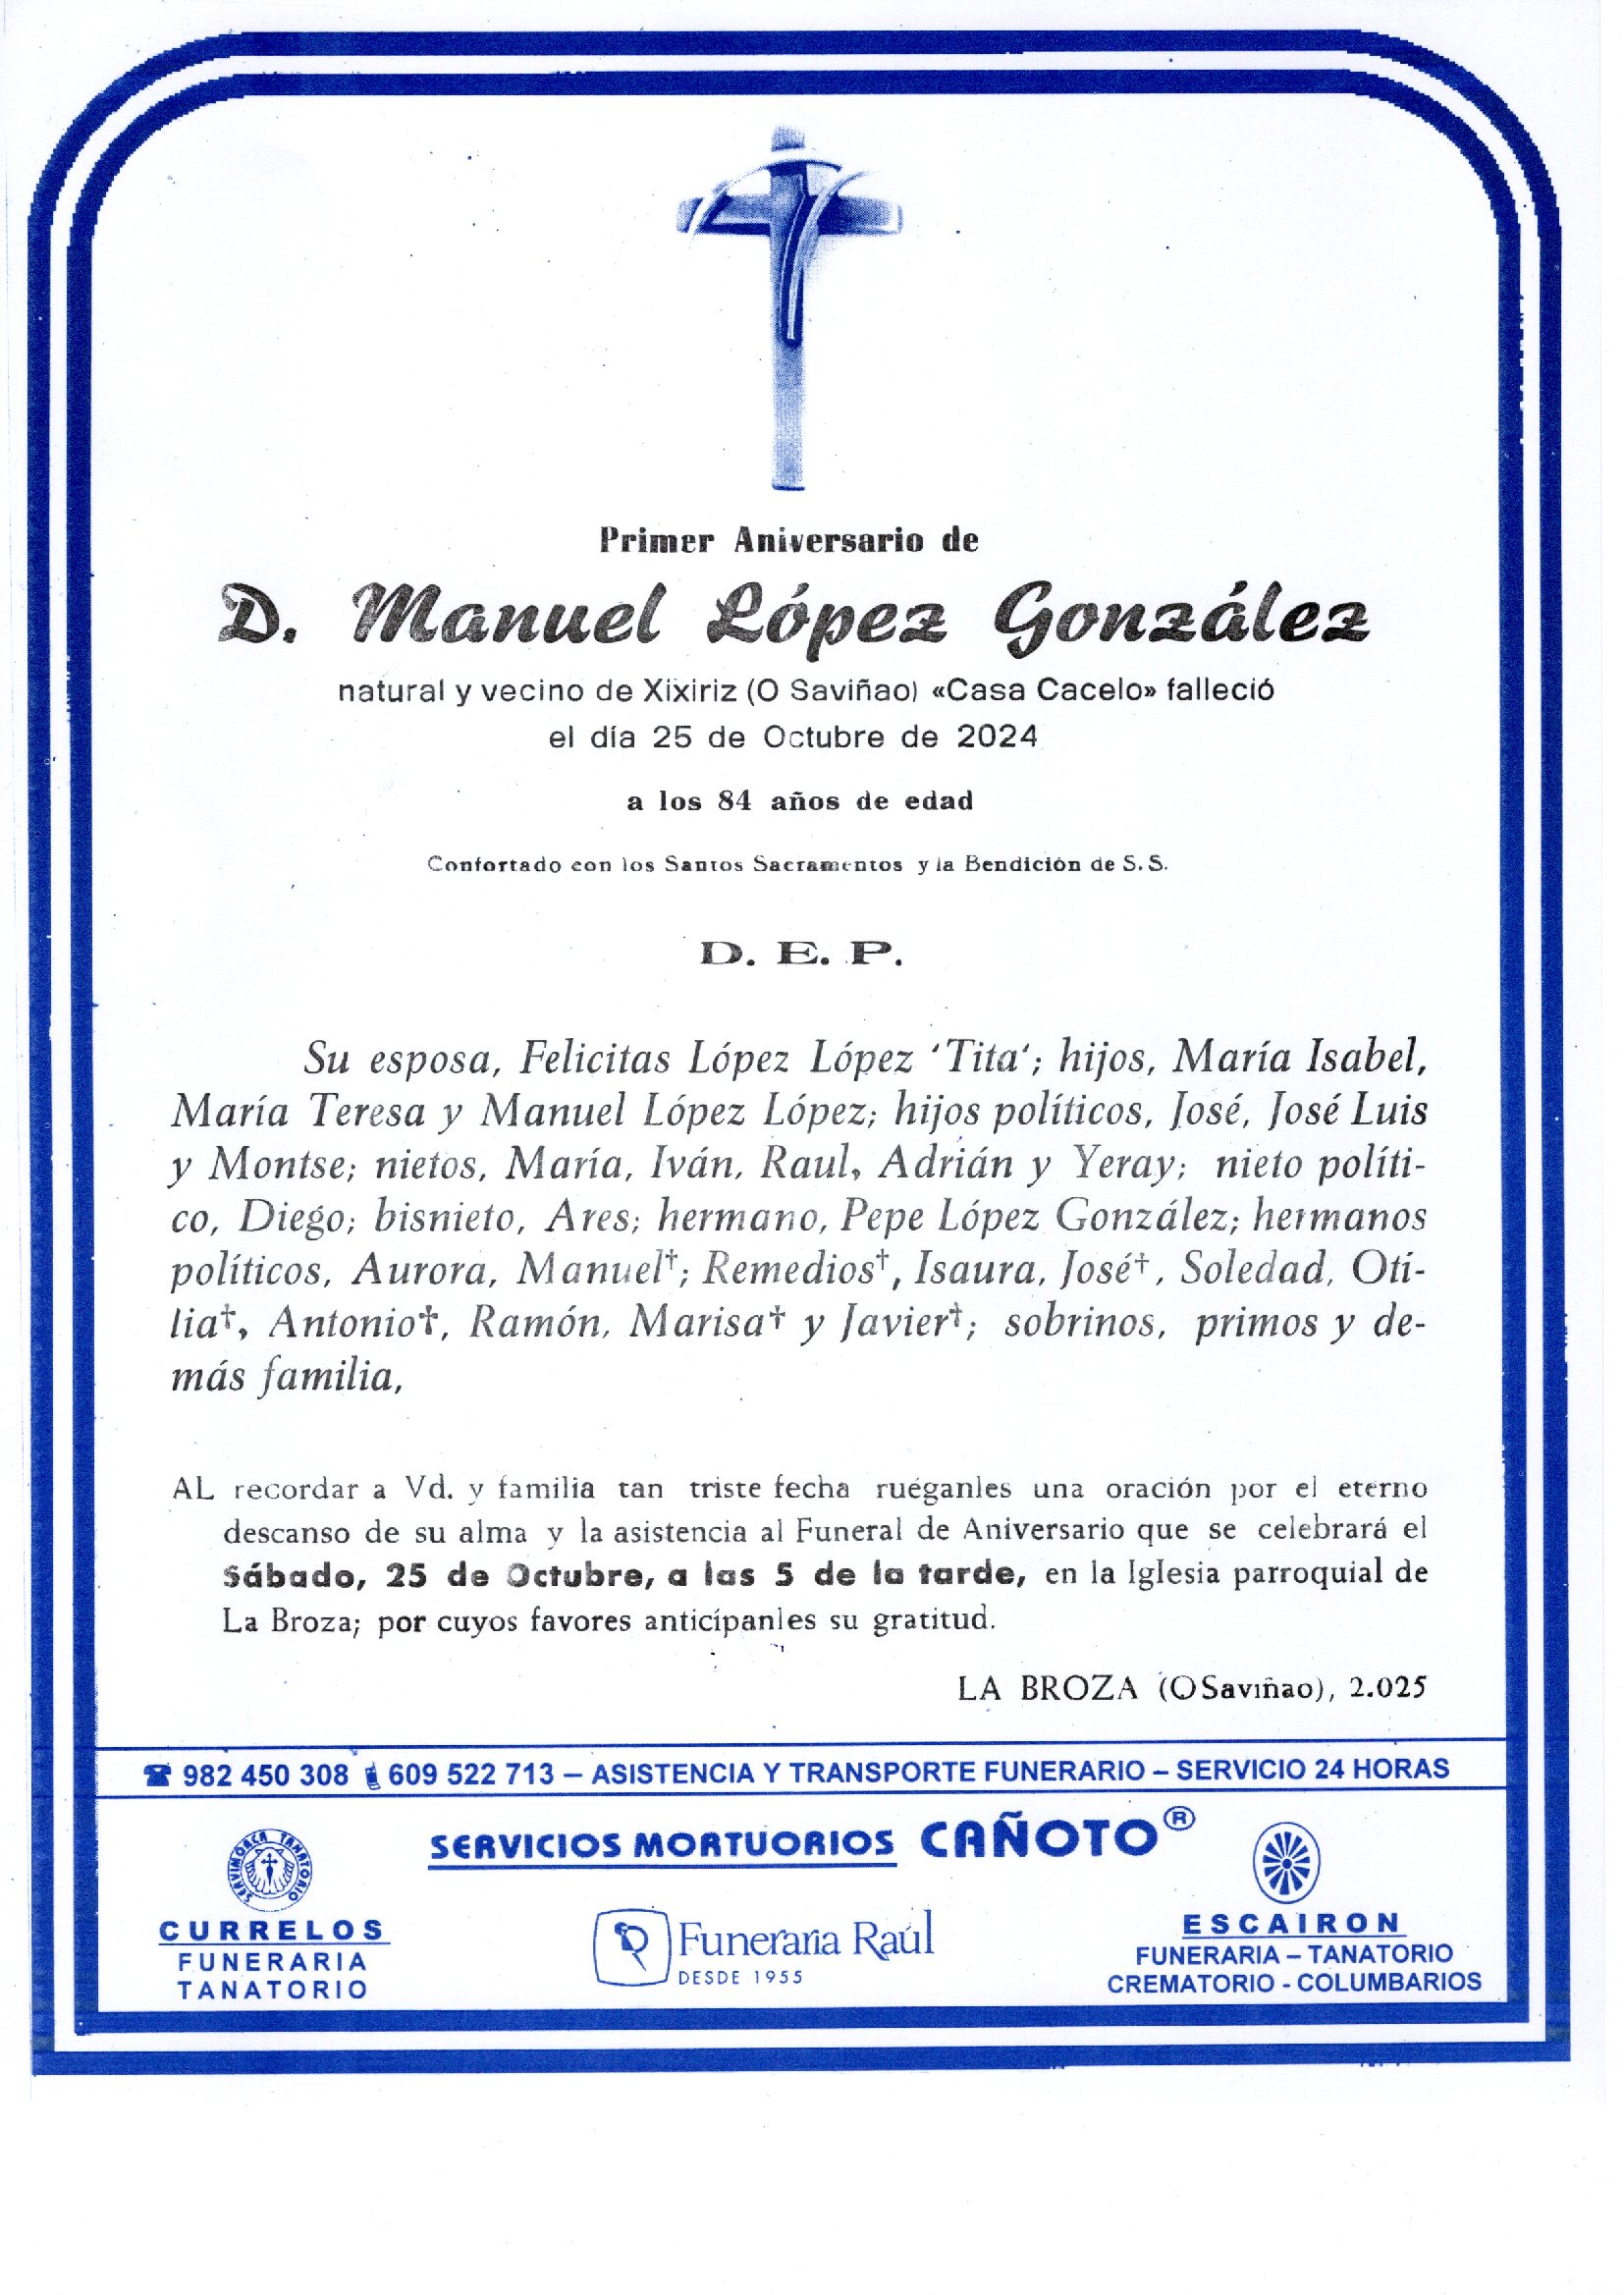 Primer Aniversario de
D. Manuel López González
natural y vecino de Xixiriz (O Saviñao) «Casa Cacelo» falleció
el día 25 de Octubre de 2024
a los 84 años de edad
Confortado con los Santos Sacramentos y la Bendición de S.S.
D. E. P.
Su esposa, Felicitas López López ‘Tita‘; hijos, María Isabel,
María Teresa y Manuel López López; hijos políticos, José, José Luis
y Montse; nietos, María, Iván, Raul, Adrián y Yeray; nieto políti-
co, Diego; bisnieto, Ares; hermano, Pepe López González; hermanos
políticos, Aurora, Manuel†; Remedios†, Isaura, José†, Soledad, Oti-
lia†, Antonio†, Ramón, Marisa† y Javier†; sobrinos, primos y de-
más familia,
AL recordar a Vd. y familia tan triste fecha ruéganles una oración por el eterno
descanso de su alma y la asistencia al Funeral de Aniversario que se celebrará el
Sábado, 25 de Octubre, a las 5 de la tarde, en la Iglesia parroquial de
La Broza; por cuyos favores anticípanles su gratitud.
LA BROZA (O Saviñao), 2.025
☎ 982 450 308 609 522 713 – ASISTENCIA Y TRANSPORTE FUNERARIO – SERVICIO 24 HORAS
SERVICIOS MORTUORIOS CAÑOTO®
SERVIMOACA TANATORIO
CURRELOS
FUNERARIA
TANATORIO
Funeraria Raúl
DESDE 1955
ESCAIRON
FUNERARIA – TANATORIO
CREMATORIO - COLUMBARIOS